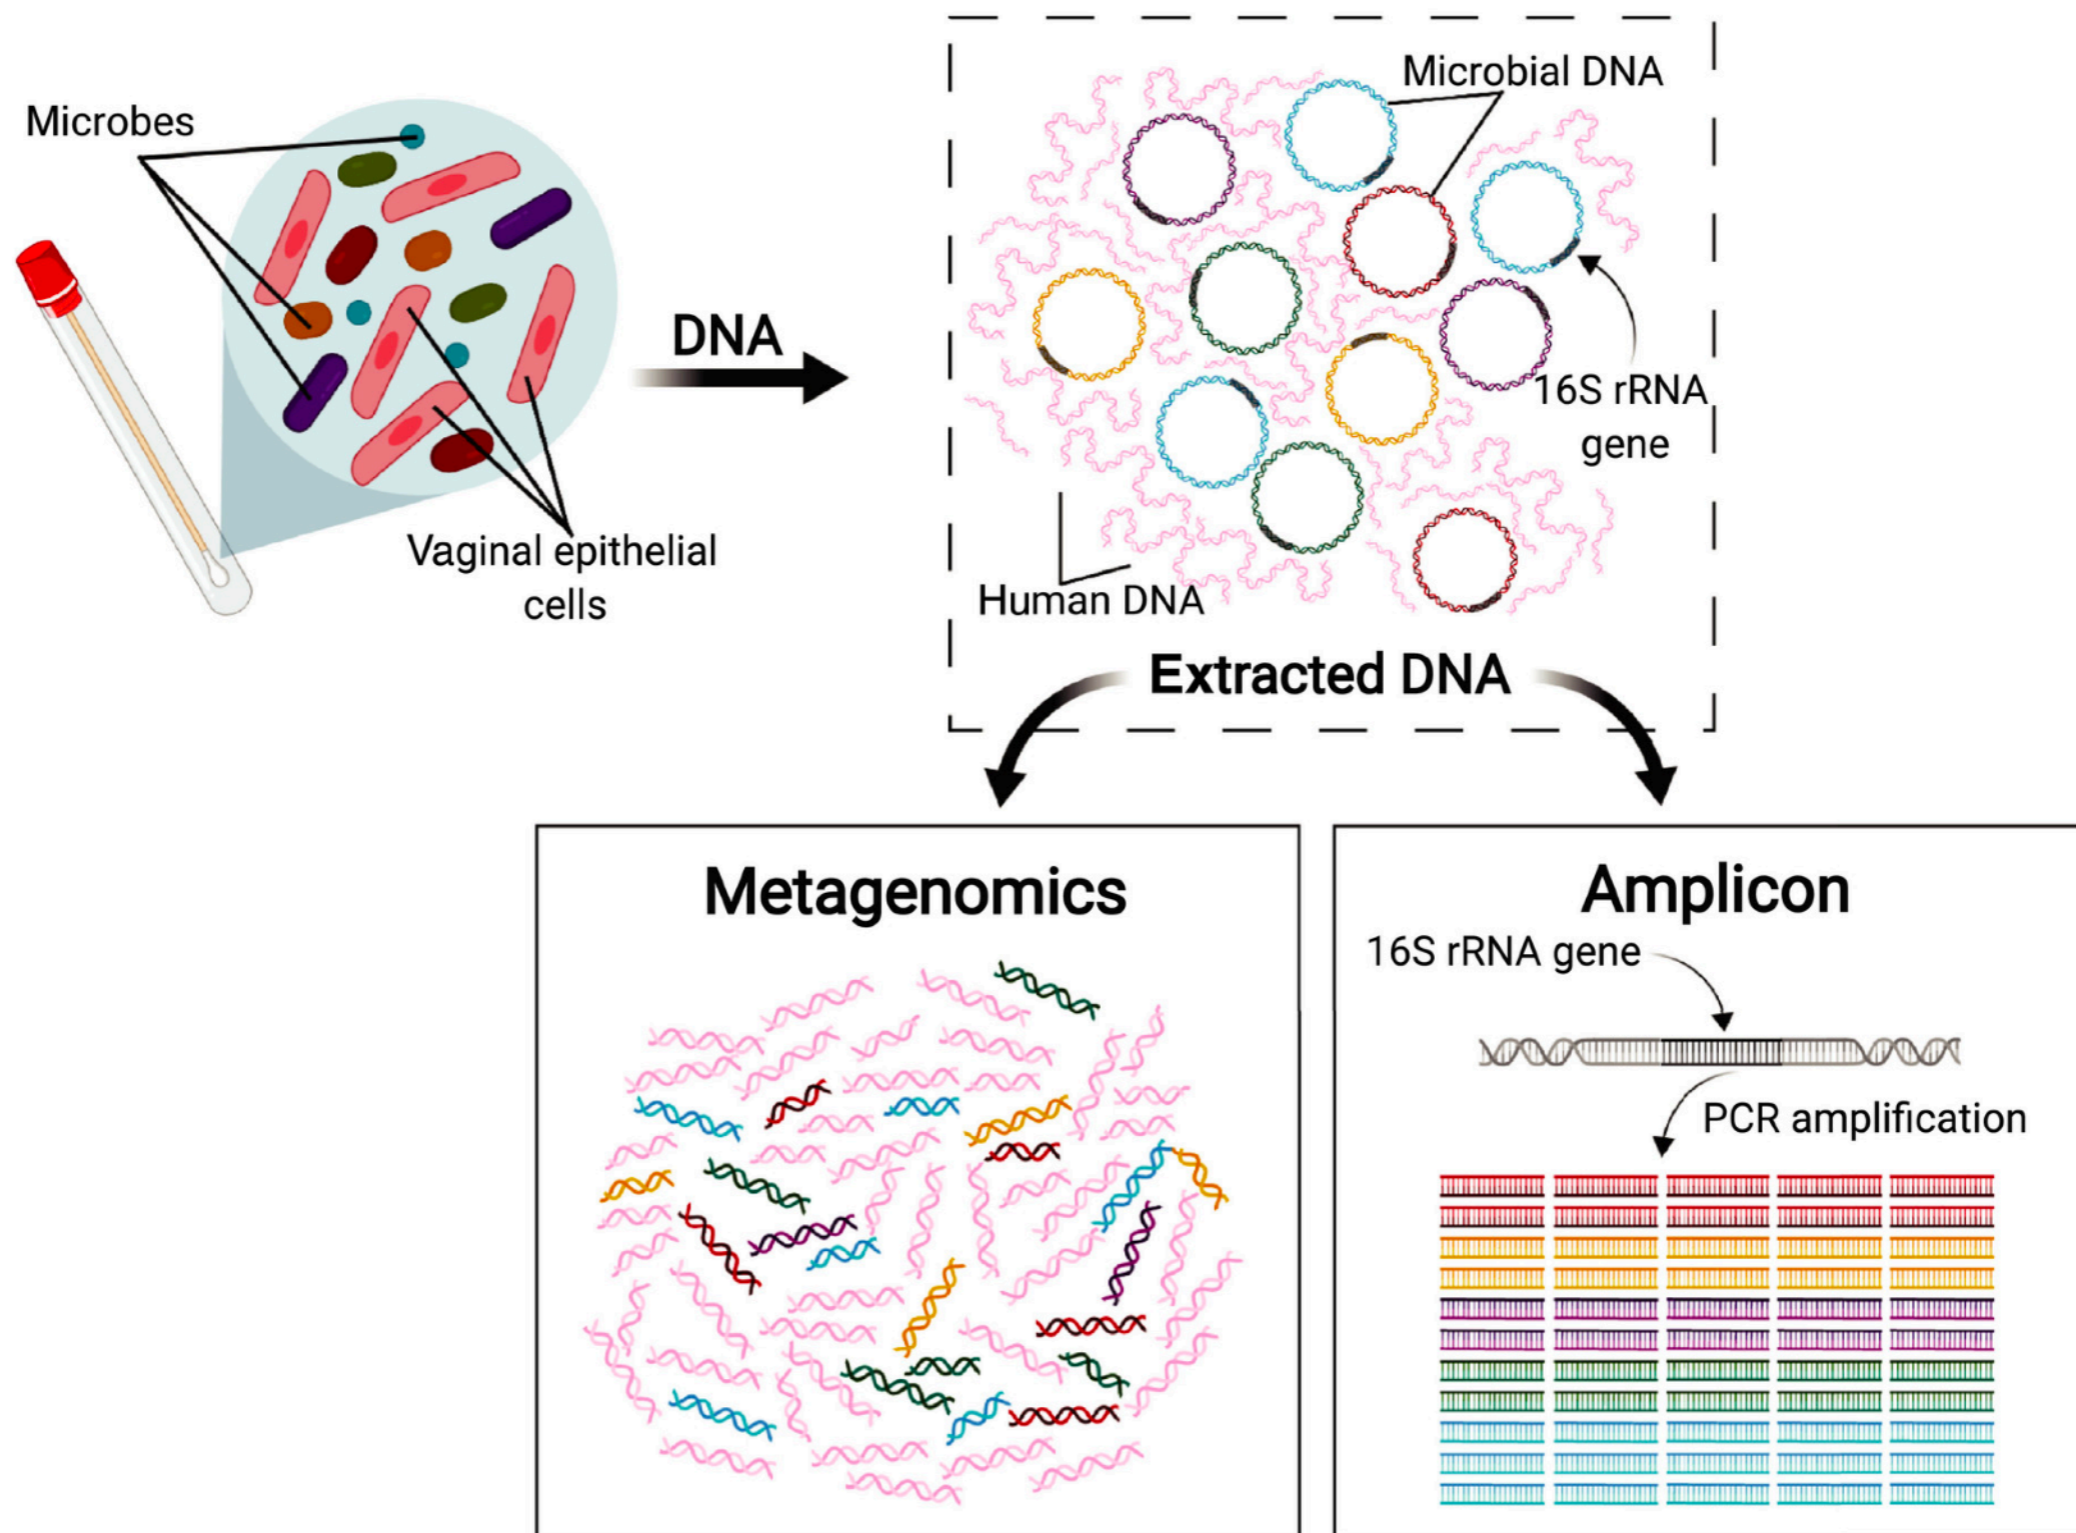 Microbes
Vaginal epithelial
cells
DNA
Microbial DNA
16S rRNA
gene
Human DNA
Extracted DNA
Metagenomics
Amplicon
16S rRNA gene
PCR amplification